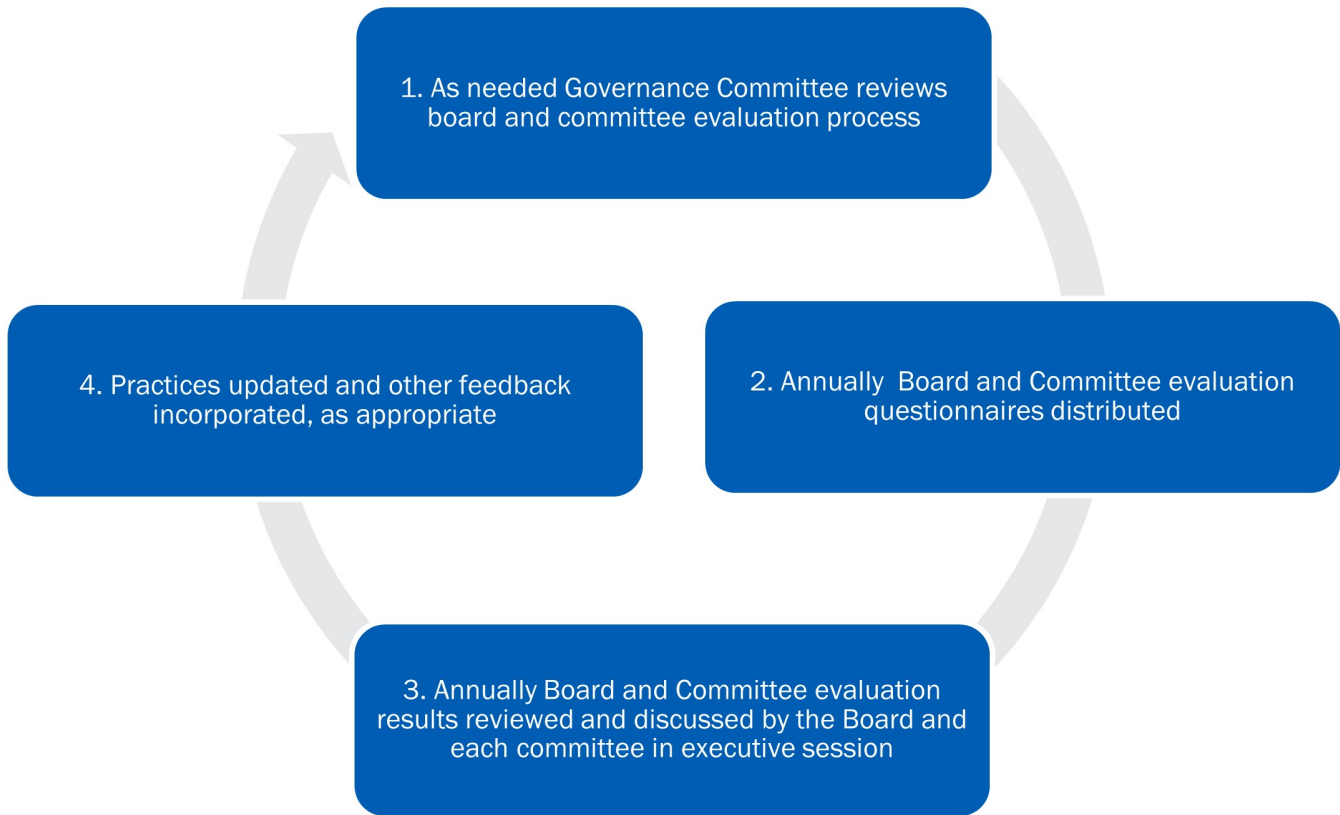 1. As needed Governance Committee reviews
board and committee evaluation process
2. Annually  Board and Committee evaluation
questionnaires distributed
3. Annually Board and Committee evaluation
results reviewed and discussed by the Board and
each committee in executive session
4. Practices updated and other feedback
incorporated, as appropriate